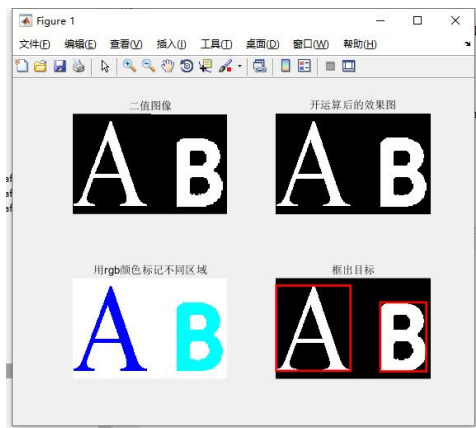 Figure 1
文件(F) 编辑(E) 查看(V) 插入(I) 工具(T) 桌面(D) 窗口(W) 帮助(H)
二值图像 开运算后的效果图
A B A B
用rgb颜色标记不同区域 框出目标
A B A B